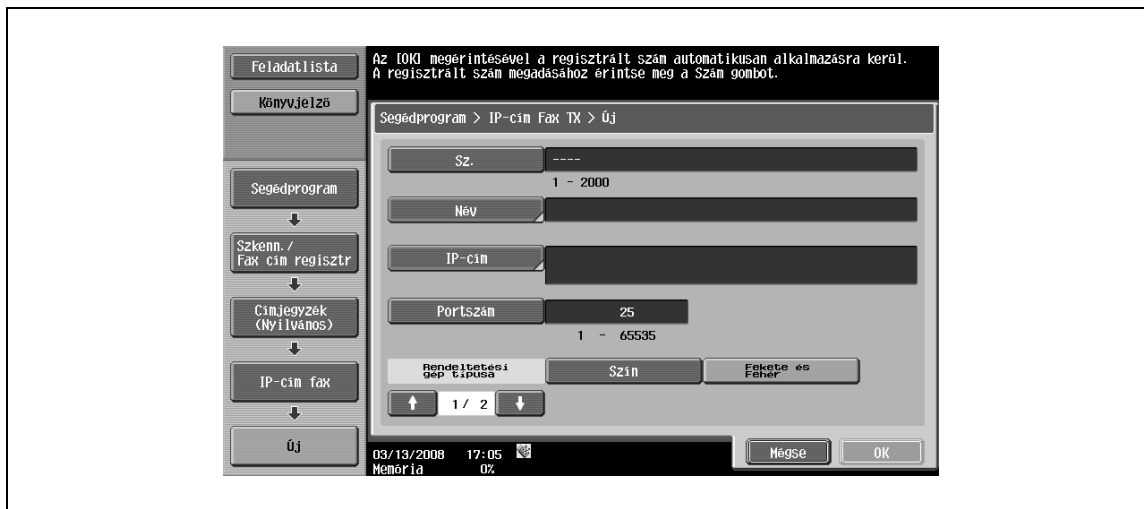 Feladatlista
Könyvjelző
Az [OK] megérintésével a regisztrált szám automatikusan alkalmazásra kerül.
A regisztrált szám megadásához érintse meg a Szám gombot.
Segédprogram > IP-cím Fax TX > Új
Segédprogram
Szkenn./
Fax cím regisztr
Címjegyzék
(Nyilvános)
IP-cím fax
Új
Sz.
----
1 - 2000
Név
IP-cím
Portszám
25
1 - 65535
Rendeltetési
gép típusa
Szín
Fekete és
Fehér
1/ 2
03/13/2008 17:05
Memória 0%
Mégse
OK